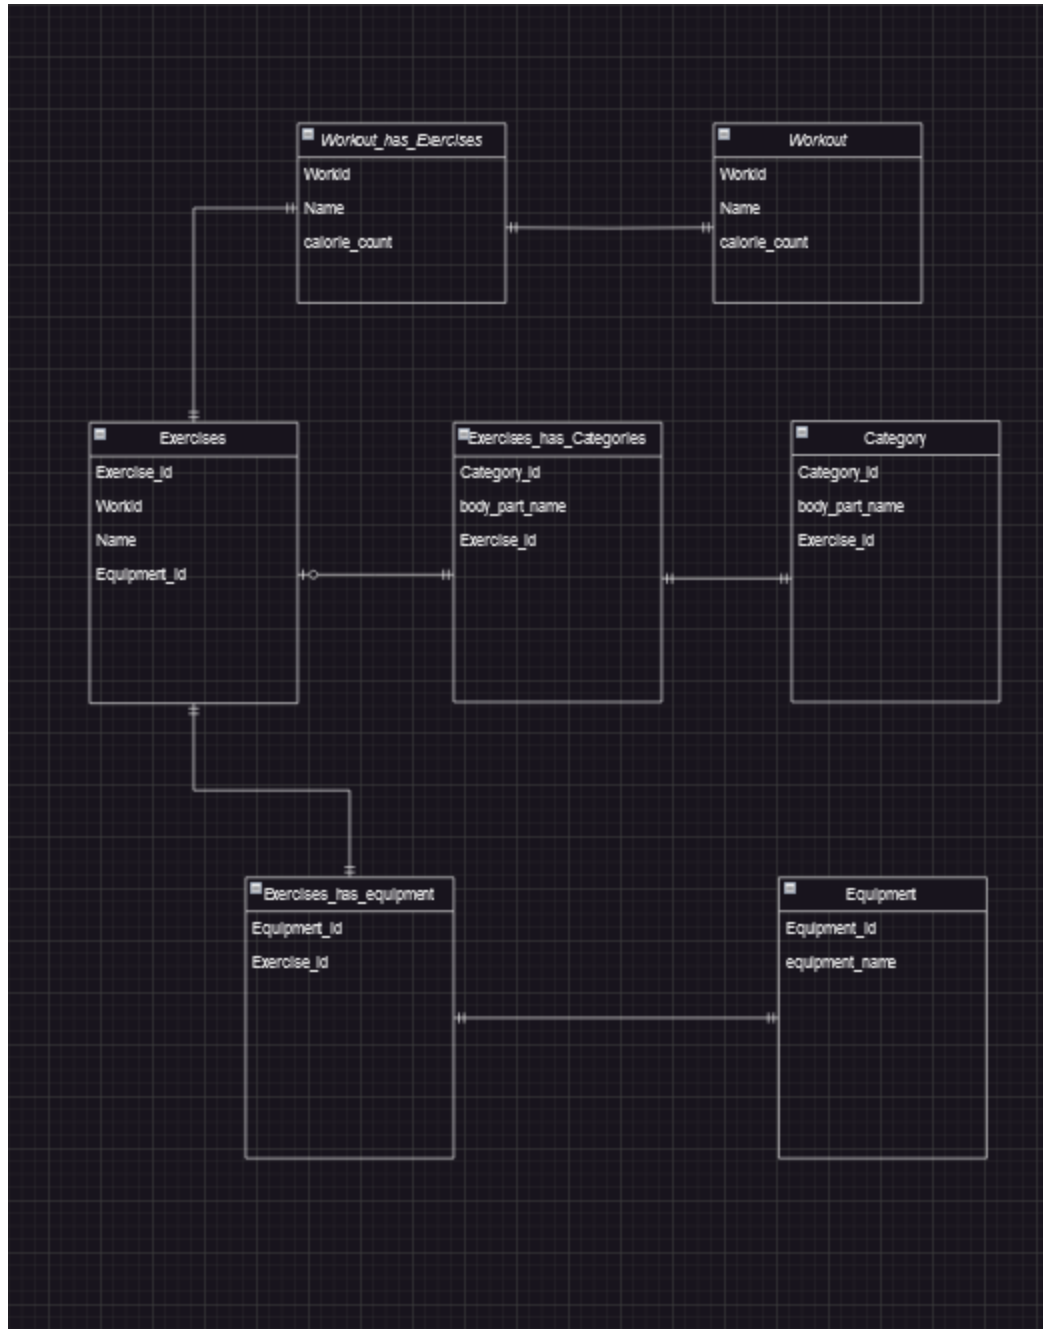 Workout_has_Exercises
WorkId
Name
calorie_count
Workout
WorkId
Name
calorie_count
Exercises
Exercise_id
WorkId
Name
Equipment_id
Exercises_has_Categories
Category_id
body_part_name
Exercise_id
Category
Category_id
body_part_name
Exercise_id
Exercises_has_equipment
Equipment_id
Exercise_id
Equipment
Equipment_id
equipment_name